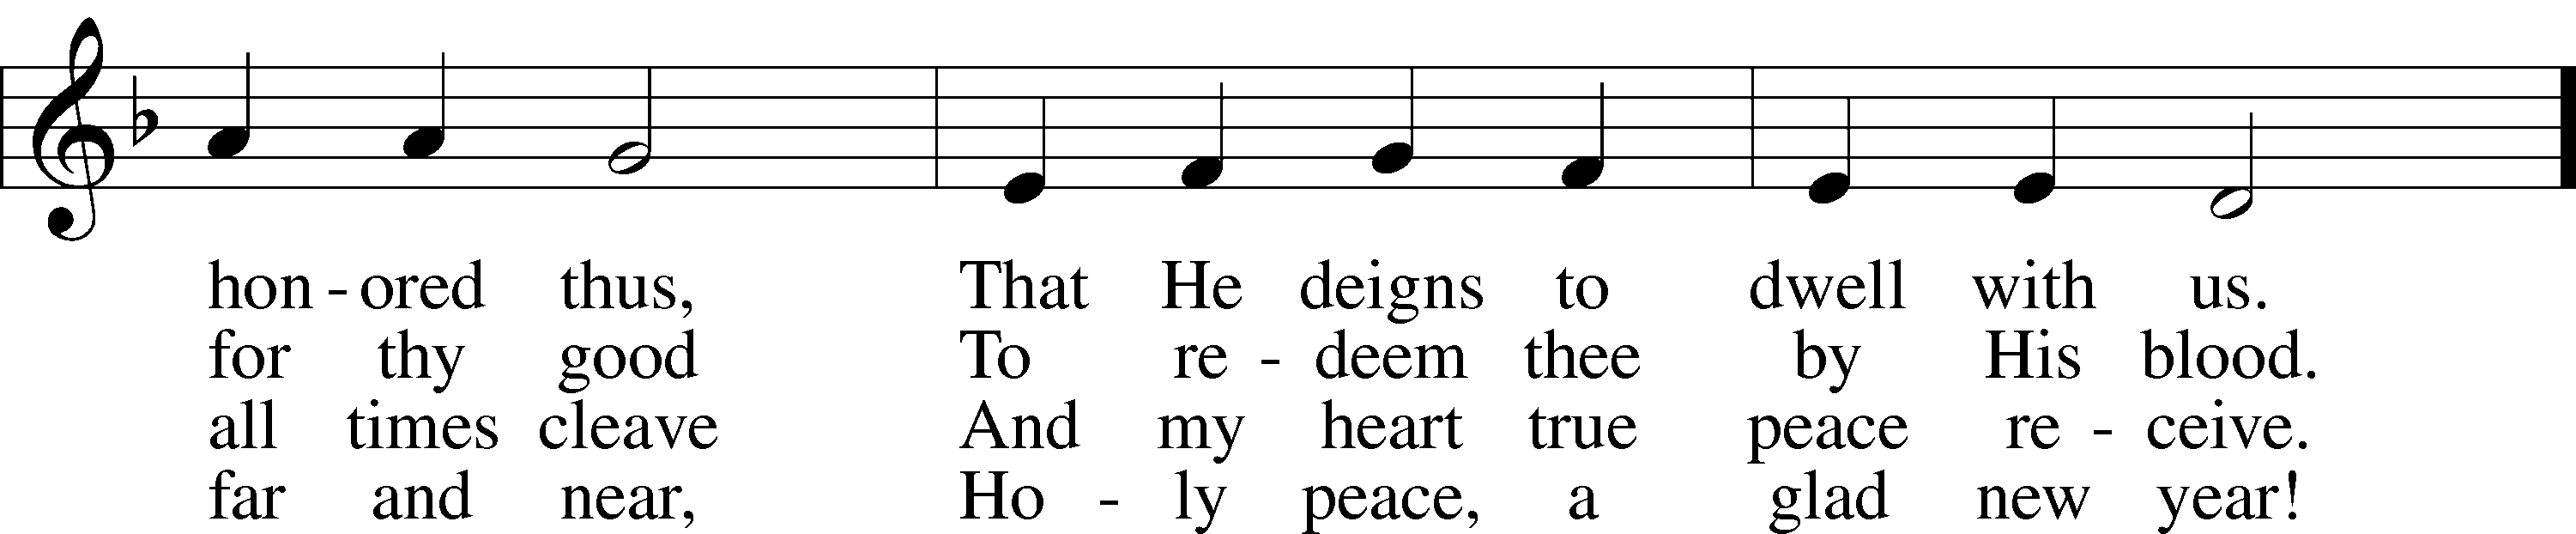 hon - ored thus, That He deigns to dwell with us.
for thy good To re - deem thee by His blood.
all times cleave And my heart true peace re - ceive.
far and near, Ho - ly peace, a glad new year!